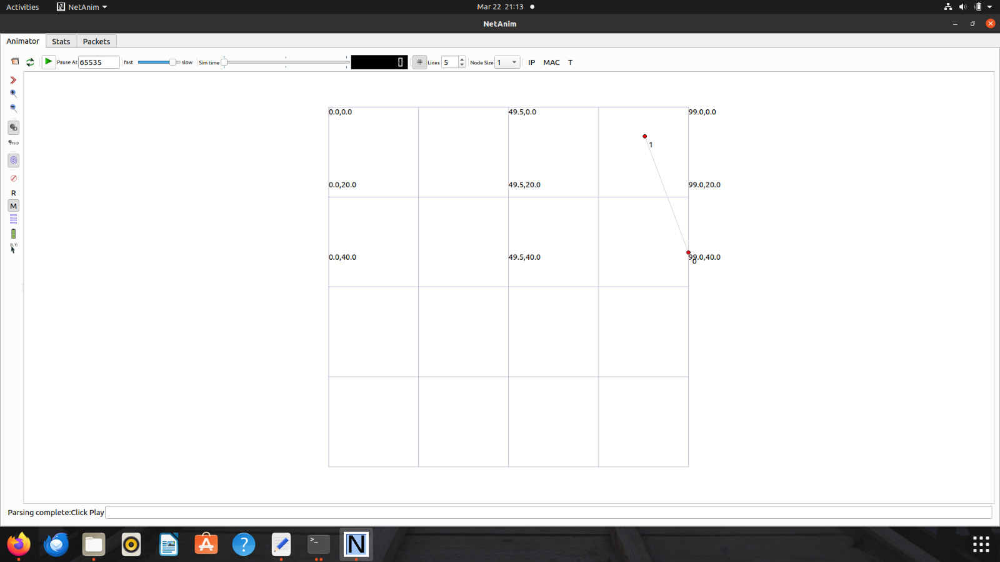 Activities NetAnim Mar 22 21:13
NetAnim
Animator Stats Packets
Pause At 65535 fast slow Sim time 0 Lines 5 Node Size 1 IP MAC T
0.0,0.0 49.5,0.0 99.0,0.0
1
0.0,20.0 49.5,20.0 99.0,20.0
SYSID
R
M
(X,Y)
0.0,40.0 49.5,40.0 99.0,40.0
0
Parsing complete:Click Play